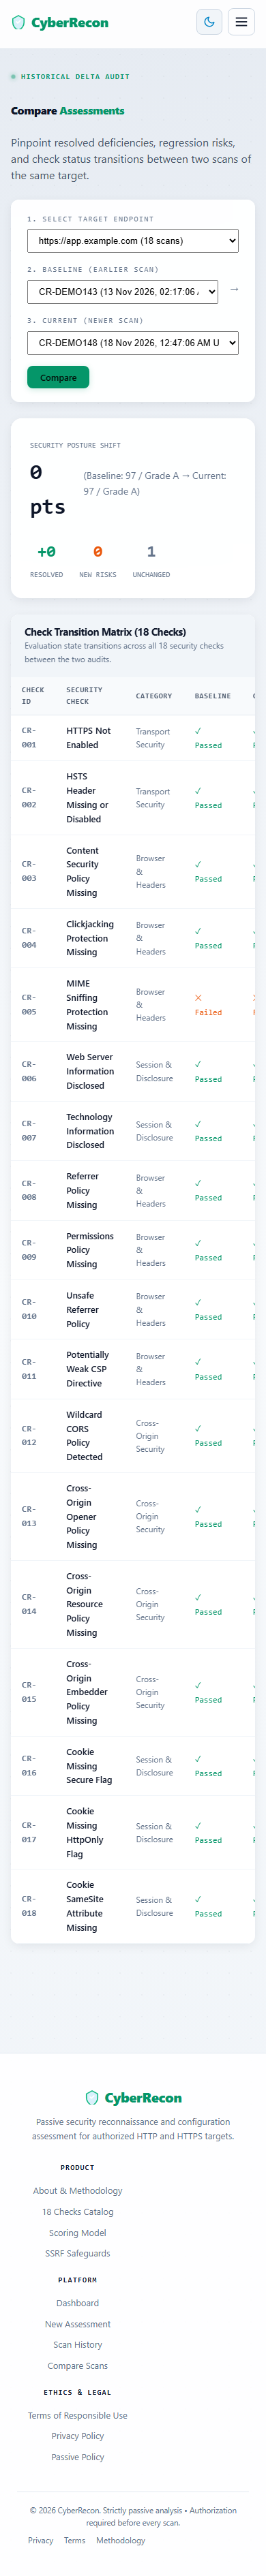 CyberRecon
HISTORICAL DELTA AUDIT
Compare Assessments
Pinpoint resolved deficiencies, regression risks,
and check status transitions between two scans of
the same target.
1. SELECT TARGET ENDPOINT
https://app.example.com (18 scans)
2. BASELINE (EARLIER SCAN)
CR-DEMO143 (13 Nov 2026, 02:17:06
→
3. CURRENT (NEWER SCAN)
CR-DEMO148 (18 Nov 2026, 12:47:06 AM U
Compare
SECURITY POSTURE SHIFT
0 pts
(Baseline: 97 / Grade A → Current:
97 / Grade A)
+0 0 1
RESOLVED NEW RISKS UNCHANGED
Check Transition Matrix (18 Checks)
Evaluation state transitions across all 18 security checks
between the two audits.
CHECK ID SECURITY CHECK CATEGORY BASELINE
CR-001 HTTPS Not Enabled Transport Security ✓ Passed
CR-002 HSTS Header Missing or Disabled Transport Security ✓ Passed
CR-003 Content Security Policy Missing Browser & Headers ✓ Passed
CR-004 Clickjacking Protection Missing Browser & Headers ✓ Passed
CR-005 MIME Sniffing Protection Missing Browser & Headers ✕ Failed
CR-006 Web Server Information Disclosed Session & Disclosure ✓ Passed
CR-007 Technology Information Disclosed Session & Disclosure ✓ Passed
CR-008 Referrer Policy Missing Browser & Headers ✓ Passed
CR-009 Permissions Policy Missing Browser & Headers ✓ Passed
CR-010 Unsafe Referrer Policy Browser & Headers ✓ Passed
CR-011 Potentially Weak CSP Directive Browser & Headers ✓ Passed
CR-012 Wildcard CORS Policy Detected Cross-Origin Security ✓ Passed
CR-013 Cross-Origin Opener Policy Missing Cross-Origin Security ✓ Passed
CR-014 Cross-Origin Resource Policy Missing Cross-Origin Security ✓ Passed
CR-015 Cross-Origin Embedder Policy Missing Cross-Origin Security ✓ Passed
CR-016 Cookie Missing Secure Flag Session & Disclosure ✓ Passed
CR-017 Cookie Missing HttpOnly Flag Session & Disclosure ✓ Passed
CR-018 Cookie SameSite Attribute Missing Session & Disclosure ✓ Passed
CyberRecon
Passive security reconnaissance and configuration
assessment for authorized HTTP and HTTPS targets.
PRODUCT
About & Methodology
18 Checks Catalog
Scoring Model
SSRF Safeguards
PLATFORM
Dashboard
New Assessment
Scan History
Compare Scans
ETHICS & LEGAL
Terms of Responsible Use
Privacy Policy
Passive Policy
© 2026 CyberRecon. Strictly passive analysis • Authorization
required before every scan.
Privacy Terms Methodology